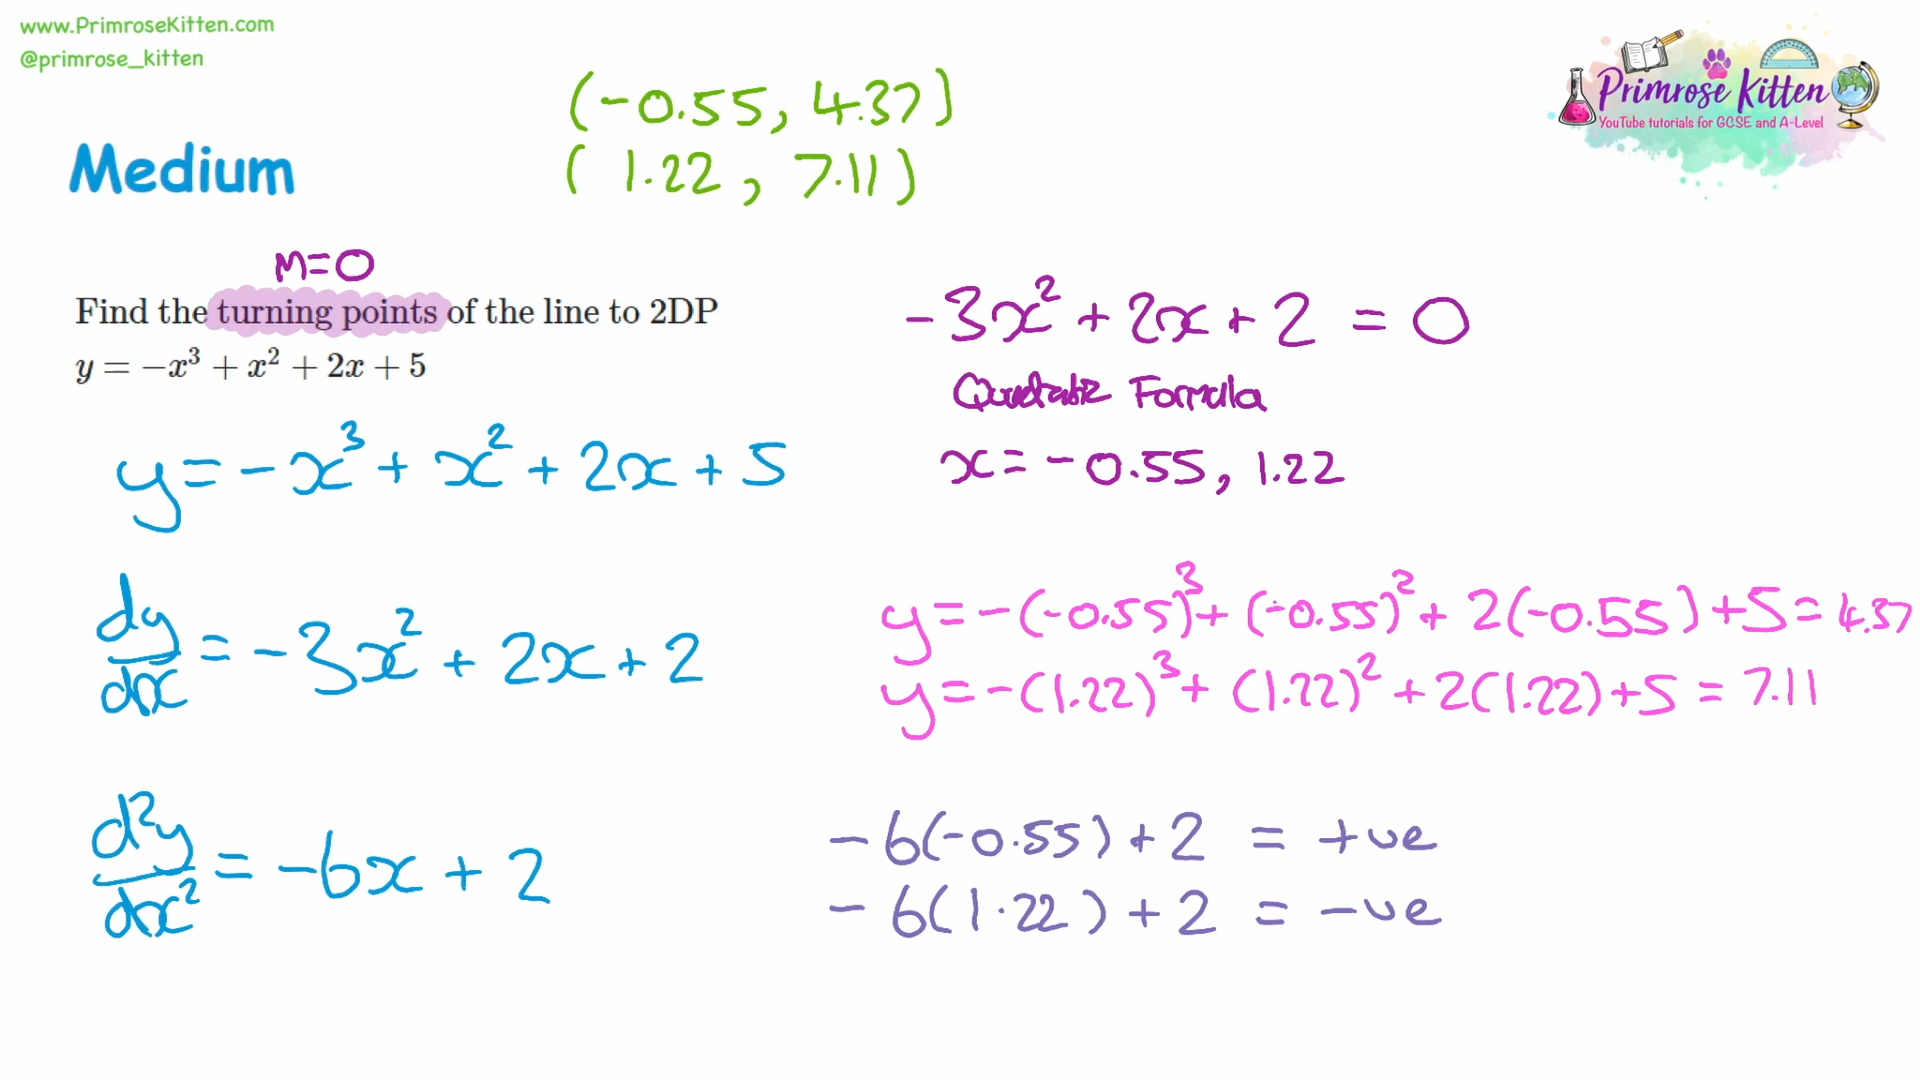 www.PrimroseKitten.com
@primrose_kitten
Primrose Kitten
YouTube tutorials for GCSE and A-Level
(-0.55, 4.37)
(1.22, 7.11)
Medium
M=0
Find the turning points of the line to 2DP
y = −x³ + x² + 2x + 5
y = -x³ + x² + 2x + 5
dy/dx = -3x² + 2x + 2
d²y/dx² = -6x + 2
-3x² + 2x + 2 = 0
Quadratic Formula
x = -0.55, 1.22
y = -(-0.55)³ + (-0.55)² + 2(-0.55) + 5 = 4.37
y = -(1.22)³ + (1.22)² + 2(1.22) + 5 = 7.11
-6(-0.55) + 2 = +ve
-6(1.22) + 2 = -ve